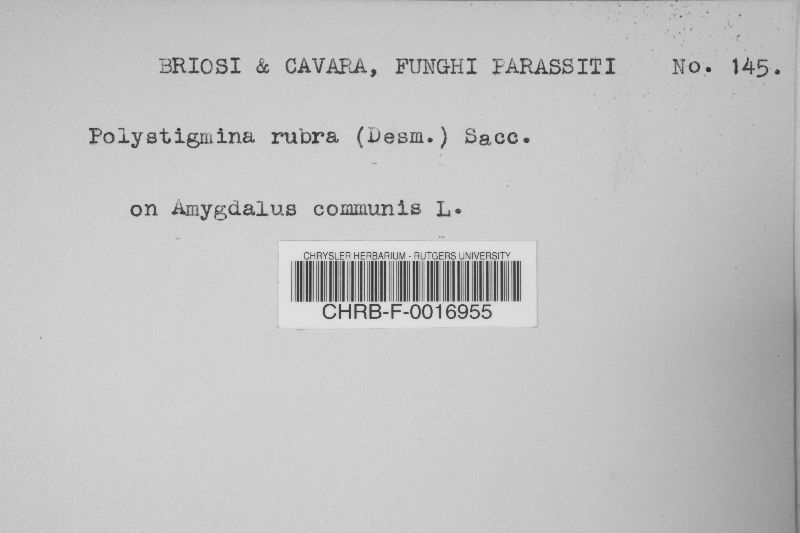 BRIOSI & CAVARA, FUNGHI PARASSITI No. 145.
Polystigmina rubra (Desm.) Sacc.
on Amygdalus communis L.
CHRYSLER HERBARIUM - RUTGERS UNIVERSITY
CHRB-F-0016955